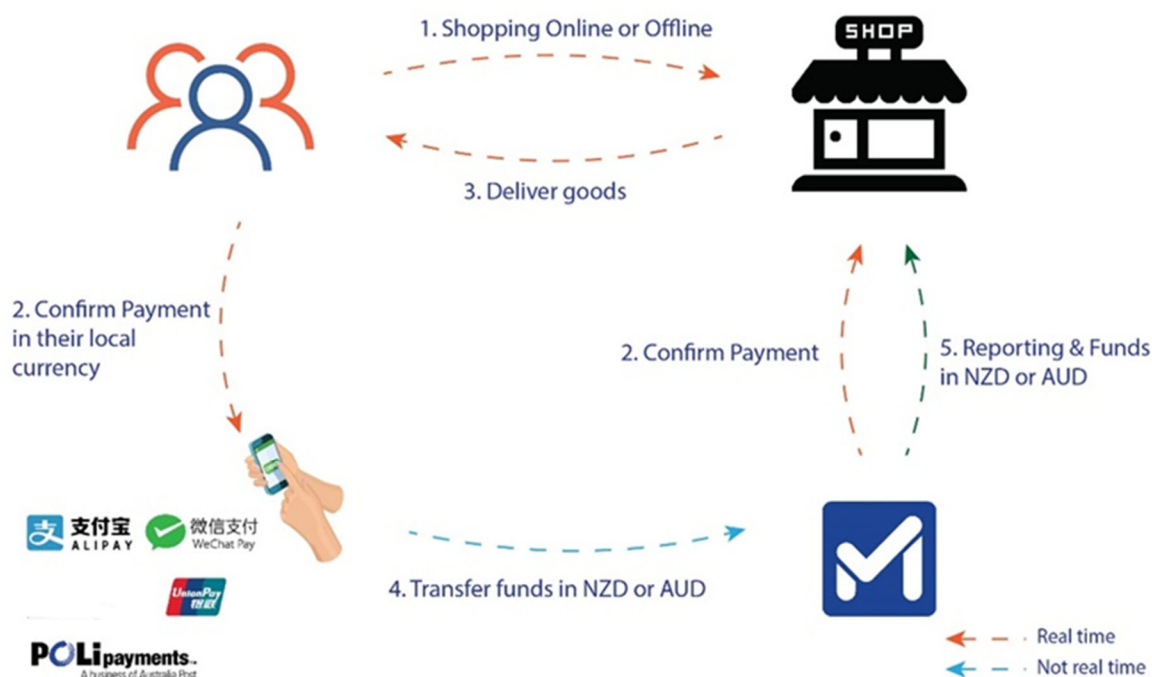 SHOP
1. Shopping Online or Offline
3. Deliver goods
2. Confirm Payment
in their local
currency
2. Confirm Payment
5. Reporting & Funds
in NZD or AUD
支付宝
ALIPAY
微信支付
WeChat Pay
UnionPay
银联
4. Transfer funds in NZD or AUD
POLi payments
A business of Australia Post
Real time
Not real time